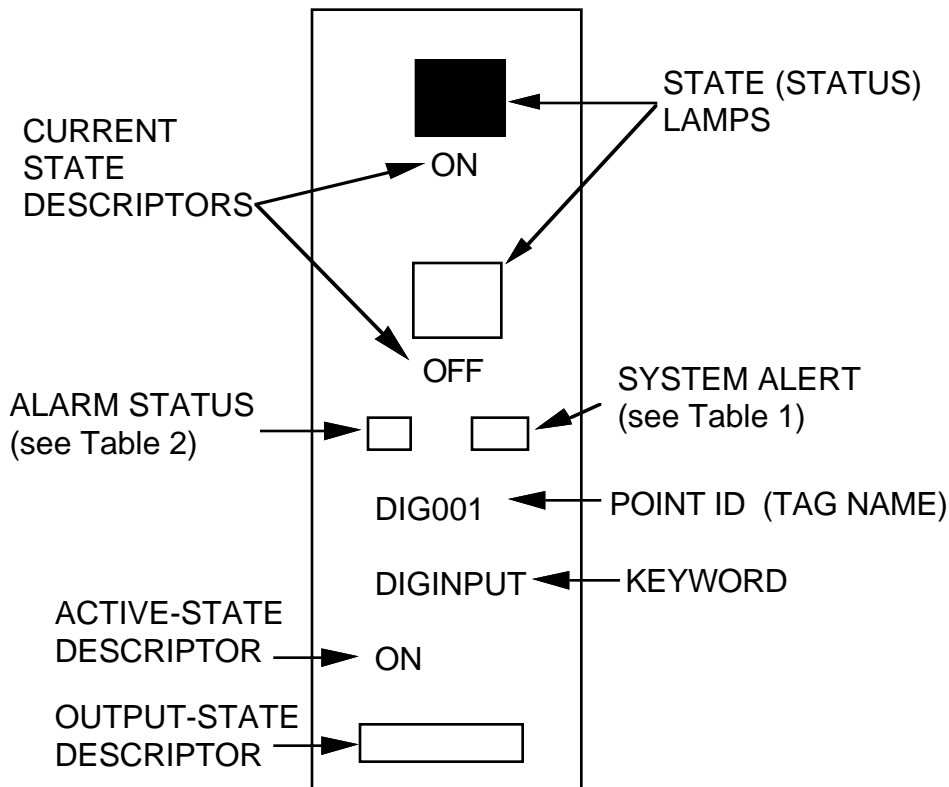 STATE (STATUS)
LAMPS
CURRENT
STATE
DESCRIPTORS
ON
OFF
SYSTEM ALERT
(see Table 1)
ALARM STATUS
(see Table 2)
DIG001
POINT ID (TAG NAME)
DIGINPUT
KEYWORD
ACTIVE-STATE
DESCRIPTOR
ON
OUTPUT-STATE
DESCRIPTOR